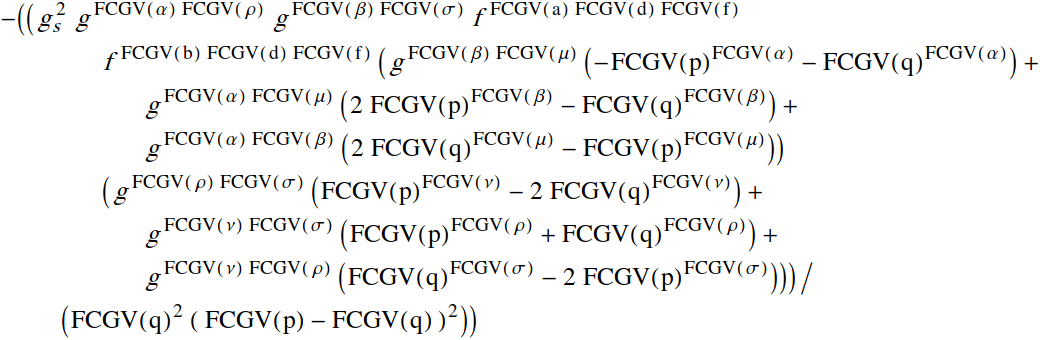 −((g_s^2 g^{FCGV(α) FCGV(ρ)} g^{FCGV(β) FCGV(σ)} f^{FCGV(a) FCGV(d) FCGV(f)}
f^{FCGV(b) FCGV(d) FCGV(f)} (g^{FCGV(β) FCGV(μ)} (−FCGV(p)^{FCGV(α)} − FCGV(q)^{FCGV(α)}) +
g^{FCGV(α) FCGV(μ)} (2 FCGV(p)^{FCGV(β)} − FCGV(q)^{FCGV(β)}) +
g^{FCGV(α) FCGV(β)} (2 FCGV(q)^{FCGV(μ)} − FCGV(p)^{FCGV(μ)}))
(g^{FCGV(ρ) FCGV(σ)} (FCGV(p)^{FCGV(ν)} − 2 FCGV(q)^{FCGV(ν)}) +
g^{FCGV(ν) FCGV(σ)} (FCGV(p)^{FCGV(ρ)} + FCGV(q)^{FCGV(ρ)}) +
g^{FCGV(ν) FCGV(ρ)} (FCGV(q)^{FCGV(σ)} − 2 FCGV(p)^{FCGV(σ)}))) /
(FCGV(q)^2 ( FCGV(p) − FCGV(q) )^2))